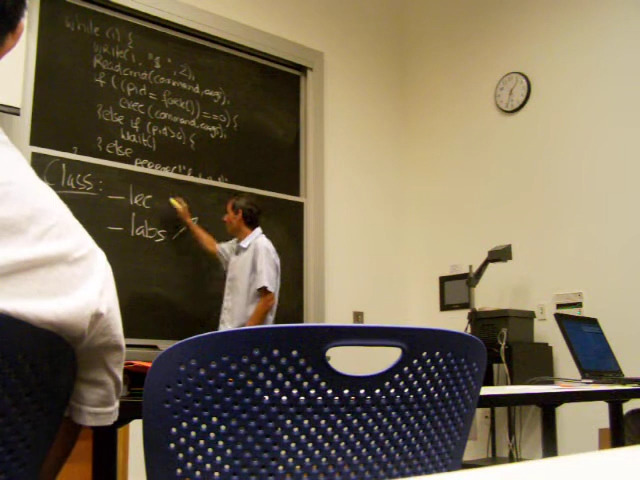 while (1) {
write(1, "$ ", 2);
Readcmd(command, args);
if ((pid = fork()) == 0) {
exec(command, args);
} else if (pid > 0) {
wait()
} else
Class: - lec
- labs